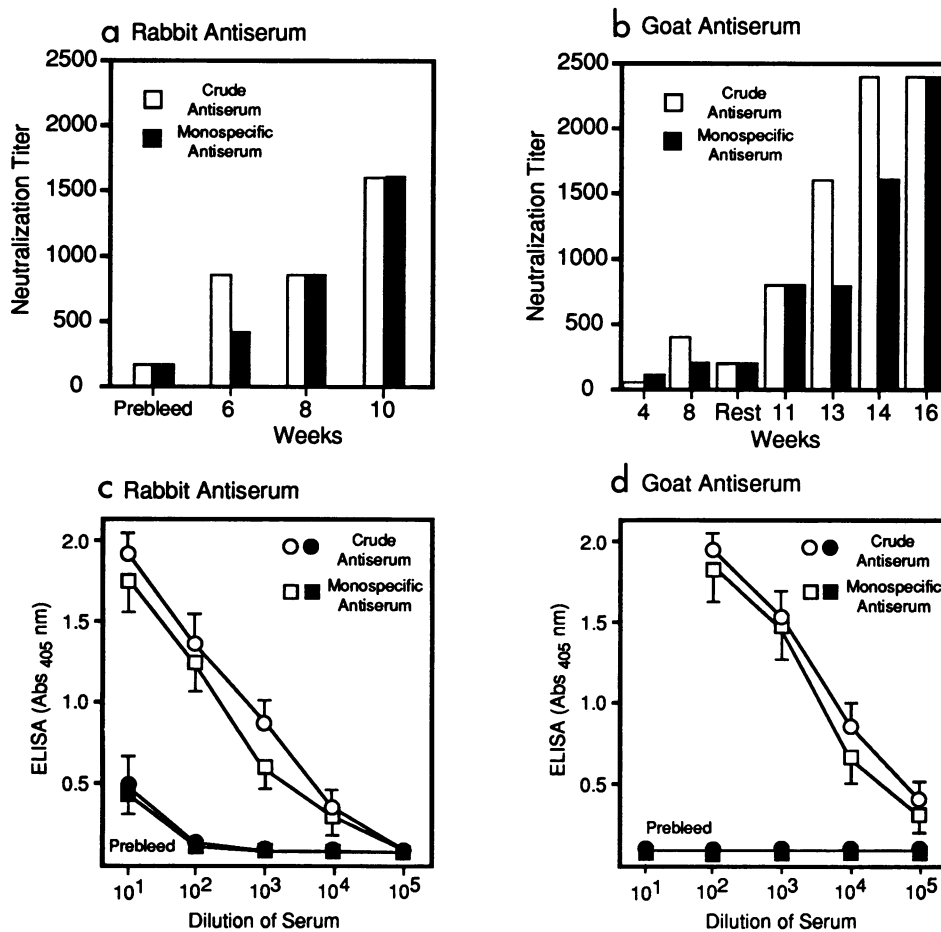 a Rabbit Antiserum
Neutralization Titer
2500
2000
1500
1000
500
0
Crude
Antiserum
Monospecific
Antiserum
Prebleed 6 8 10
Weeks
b Goat Antiserum
Neutralization Titer
2500
2000
1500
1000
500
0
Crude
Antiserum
Monospecific
Antiserum
4 8 Rest 11 13 14 16
Weeks
c Rabbit Antiserum
ELISA (Abs 405 nm)
2.0
1.5
1.0
0.5
Crude
Antiserum
Monospecific
Antiserum
Prebleed
10¹ 10² 10³ 10⁴ 10⁵
Dilution of Serum
d Goat Antiserum
ELISA (Abs 405 nm)
2.0
1.5
1.0
0.5
Crude
Antiserum
Monospecific
Antiserum
Prebleed
10¹ 10² 10³ 10⁴ 10⁵
Dilution of Serum